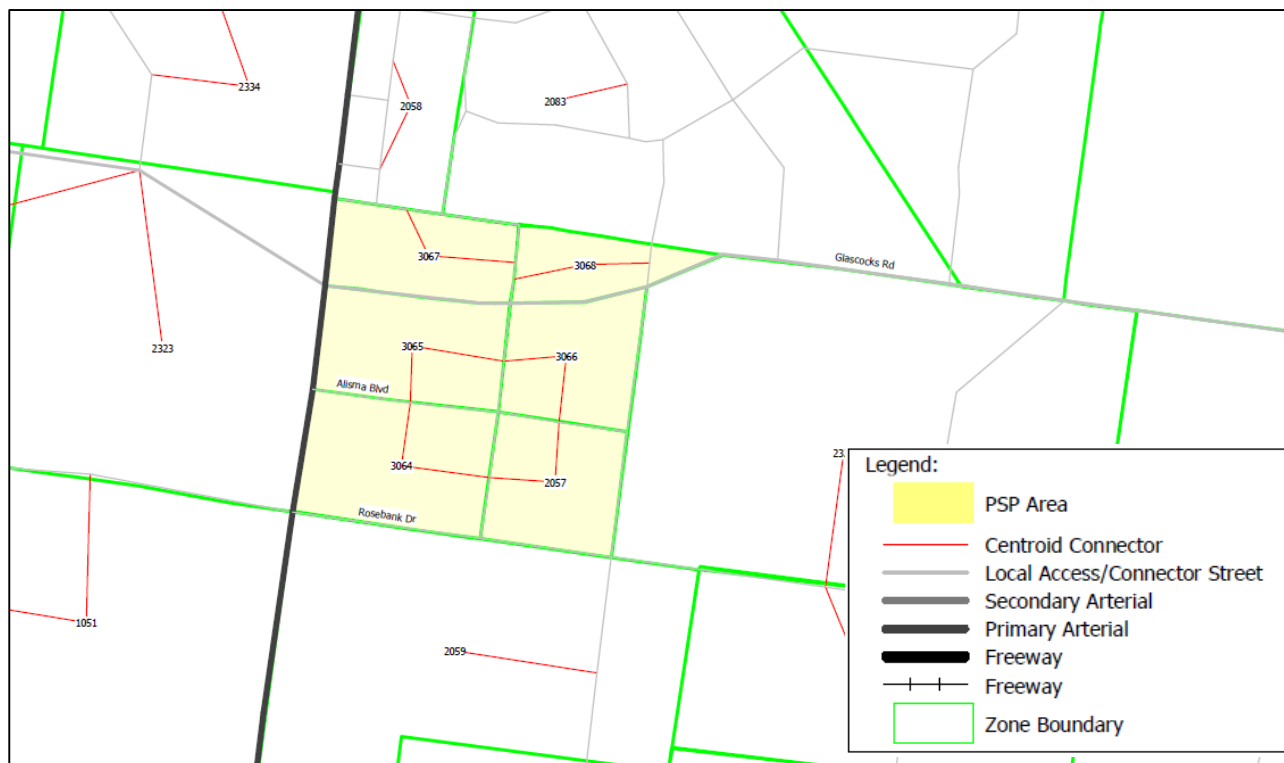 2334
2058
2083
3067
3068
Glascocks Rd
2323
3065
3066
Alisma Blvd
3064
2057
Rosebank Dr
1051
2059
Legend:
PSP Area
Centroid Connector
Local Access/Connector Street
Secondary Arterial
Primary Arterial
Freeway
Freeway
Zone Boundary